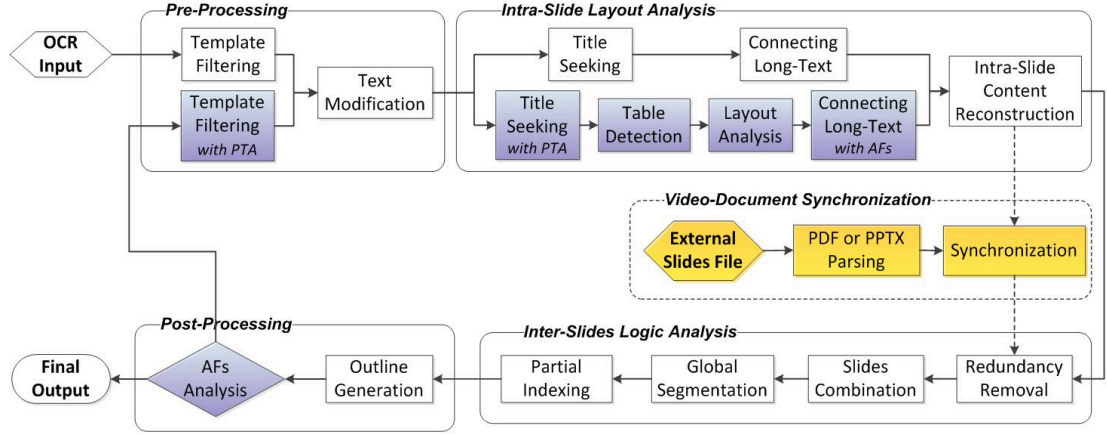 Pre-Processing
Intra-Slide Layout Analysis
OCR
Input
Template
Filtering
Template
Filtering
with PTA
Text
Modification
Title
Seeking
Connecting
Long-Text
Title
Seeking
with PTA
Table
Detection
Layout
Analysis
Connecting
Long-Text
with AFs
Intra-Slide
Content
Reconstruction
Video-Document Synchronization
External
Slides File
PDF or PPTX
Parsing
Synchronization
Post-Processing
Inter-Slides Logic Analysis
Final
Output
AFs
Analysis
Outline
Generation
Partial
Indexing
Global
Segmentation
Slides
Combination
Redundancy
Removal